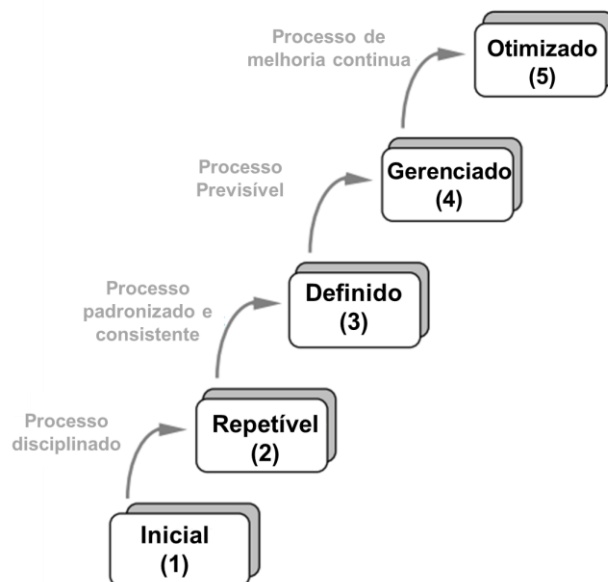 Processo de
melhoria continua
Otimizado
(5)
Processo
Previsível
Gerenciado
(4)
Processo
padronizado e
consistente
Definido
(3)
Processo
disciplinado
Repetível
(2)
Inicial
(1)